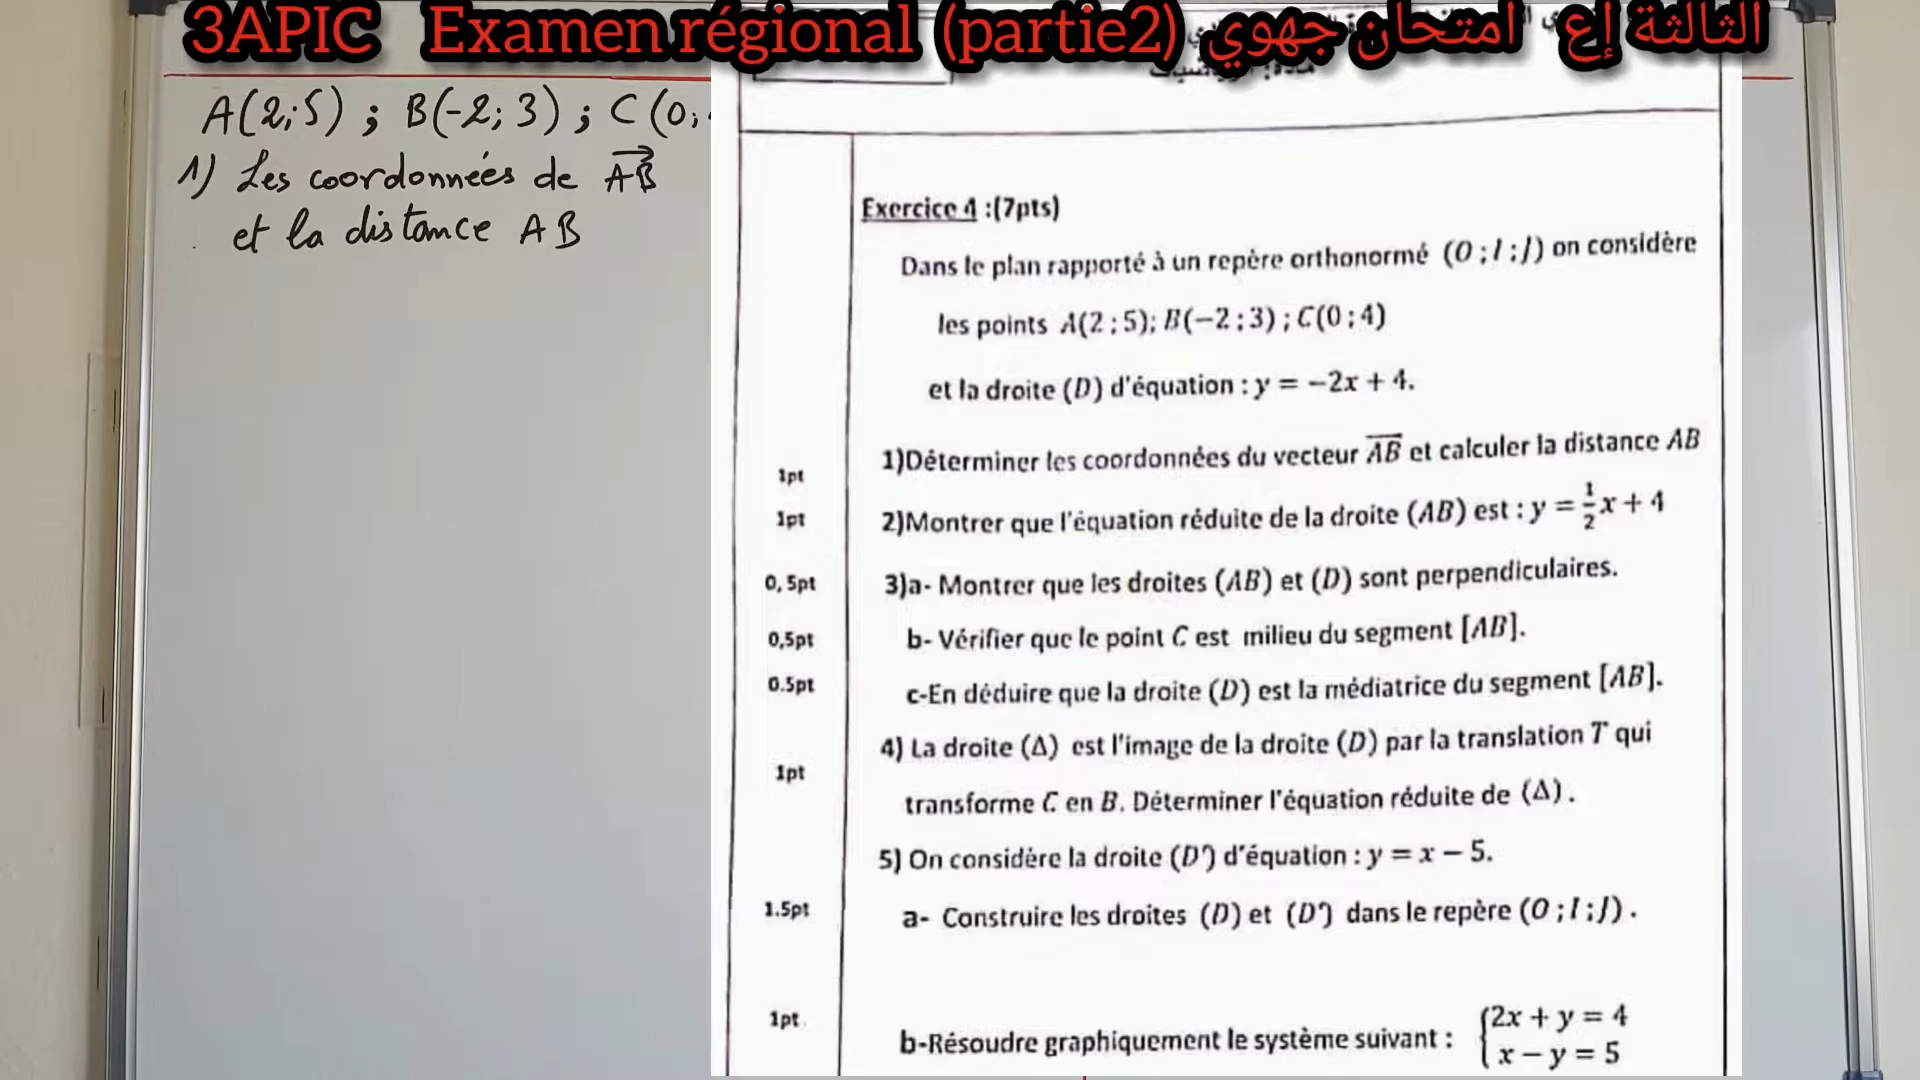 3APIC Examen régional (partie2) الثالثة إع امتحان جهوي
A(2;5) ; B(-2;3) ; C(0;
1) Les coordonnées de \overrightarrow{AB}
et la distance AB
Exercice 4 :(7pts)
Dans le plan rapporté à un repère orthonormé (O ; I ; J) on considère
les points A(2 ; 5); B(−2 ; 3) ; C(0 ; 4)
et la droite (D) d'équation : y = −2x + 4.
1pt 1)Déterminer les coordonnées du vecteur \overrightarrow{AB} et calculer la distance AB
1pt 2)Montrer que l'équation réduite de la droite (AB) est : y = \frac{1}{2}x + 4
0, 5pt 3)a- Montrer que les droites (AB) et (D) sont perpendiculaires.
0,5pt b- Vérifier que le point C est milieu du segment [AB].
0.5pt c-En déduire que la droite (D) est la médiatrice du segment [AB].
4) La droite (Δ) est l'image de la droite (D) par la translation T qui
1pt transforme C en B. Déterminer l'équation réduite de (Δ) .
5) On considère la droite (D') d'équation : y = x − 5.
1.5pt a- Construire les droites (D) et (D') dans le repère (O ; I ; J) .
1pt b-Résoudre graphiquement le système suivant : {2x + y = 4
x − y = 5